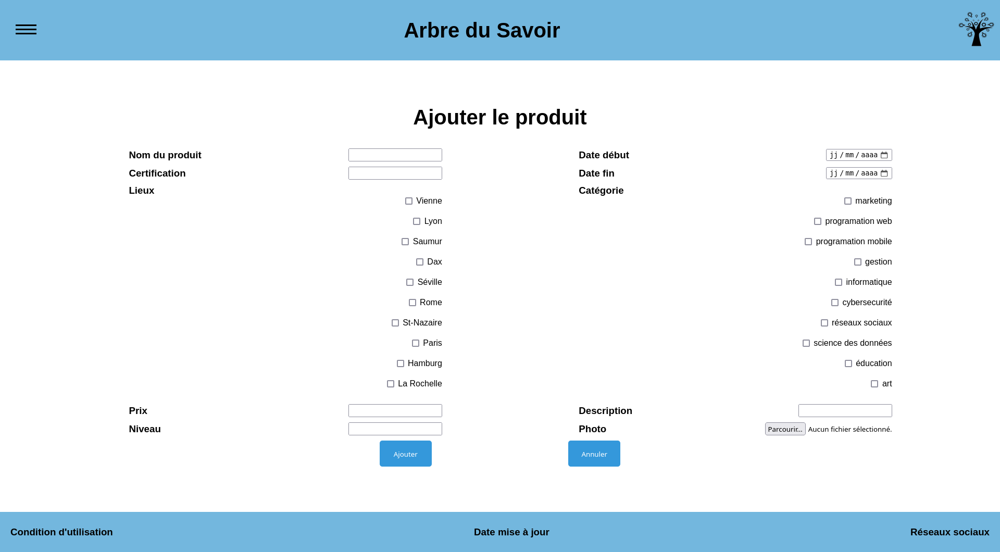 Arbre du Savoir
Ajouter le produit
Nom du produit
Date début jj/mm/aaaa
Certification
Date fin jj/mm/aaaa
Lieux
Vienne
Lyon
Saumur
Dax
Séville
Rome
St-Nazaire
Paris
Hamburg
La Rochelle
Catégorie
marketing
programation web
programation mobile
gestion
informatique
cybersecurité
réseaux sociaux
science des données
éducation
art
Prix
Description
Niveau
Photo Parcourir... Aucun fichier sélectionné.
Ajouter
Annuler
Condition d'utilisation
Date mise à jour
Réseaux sociaux